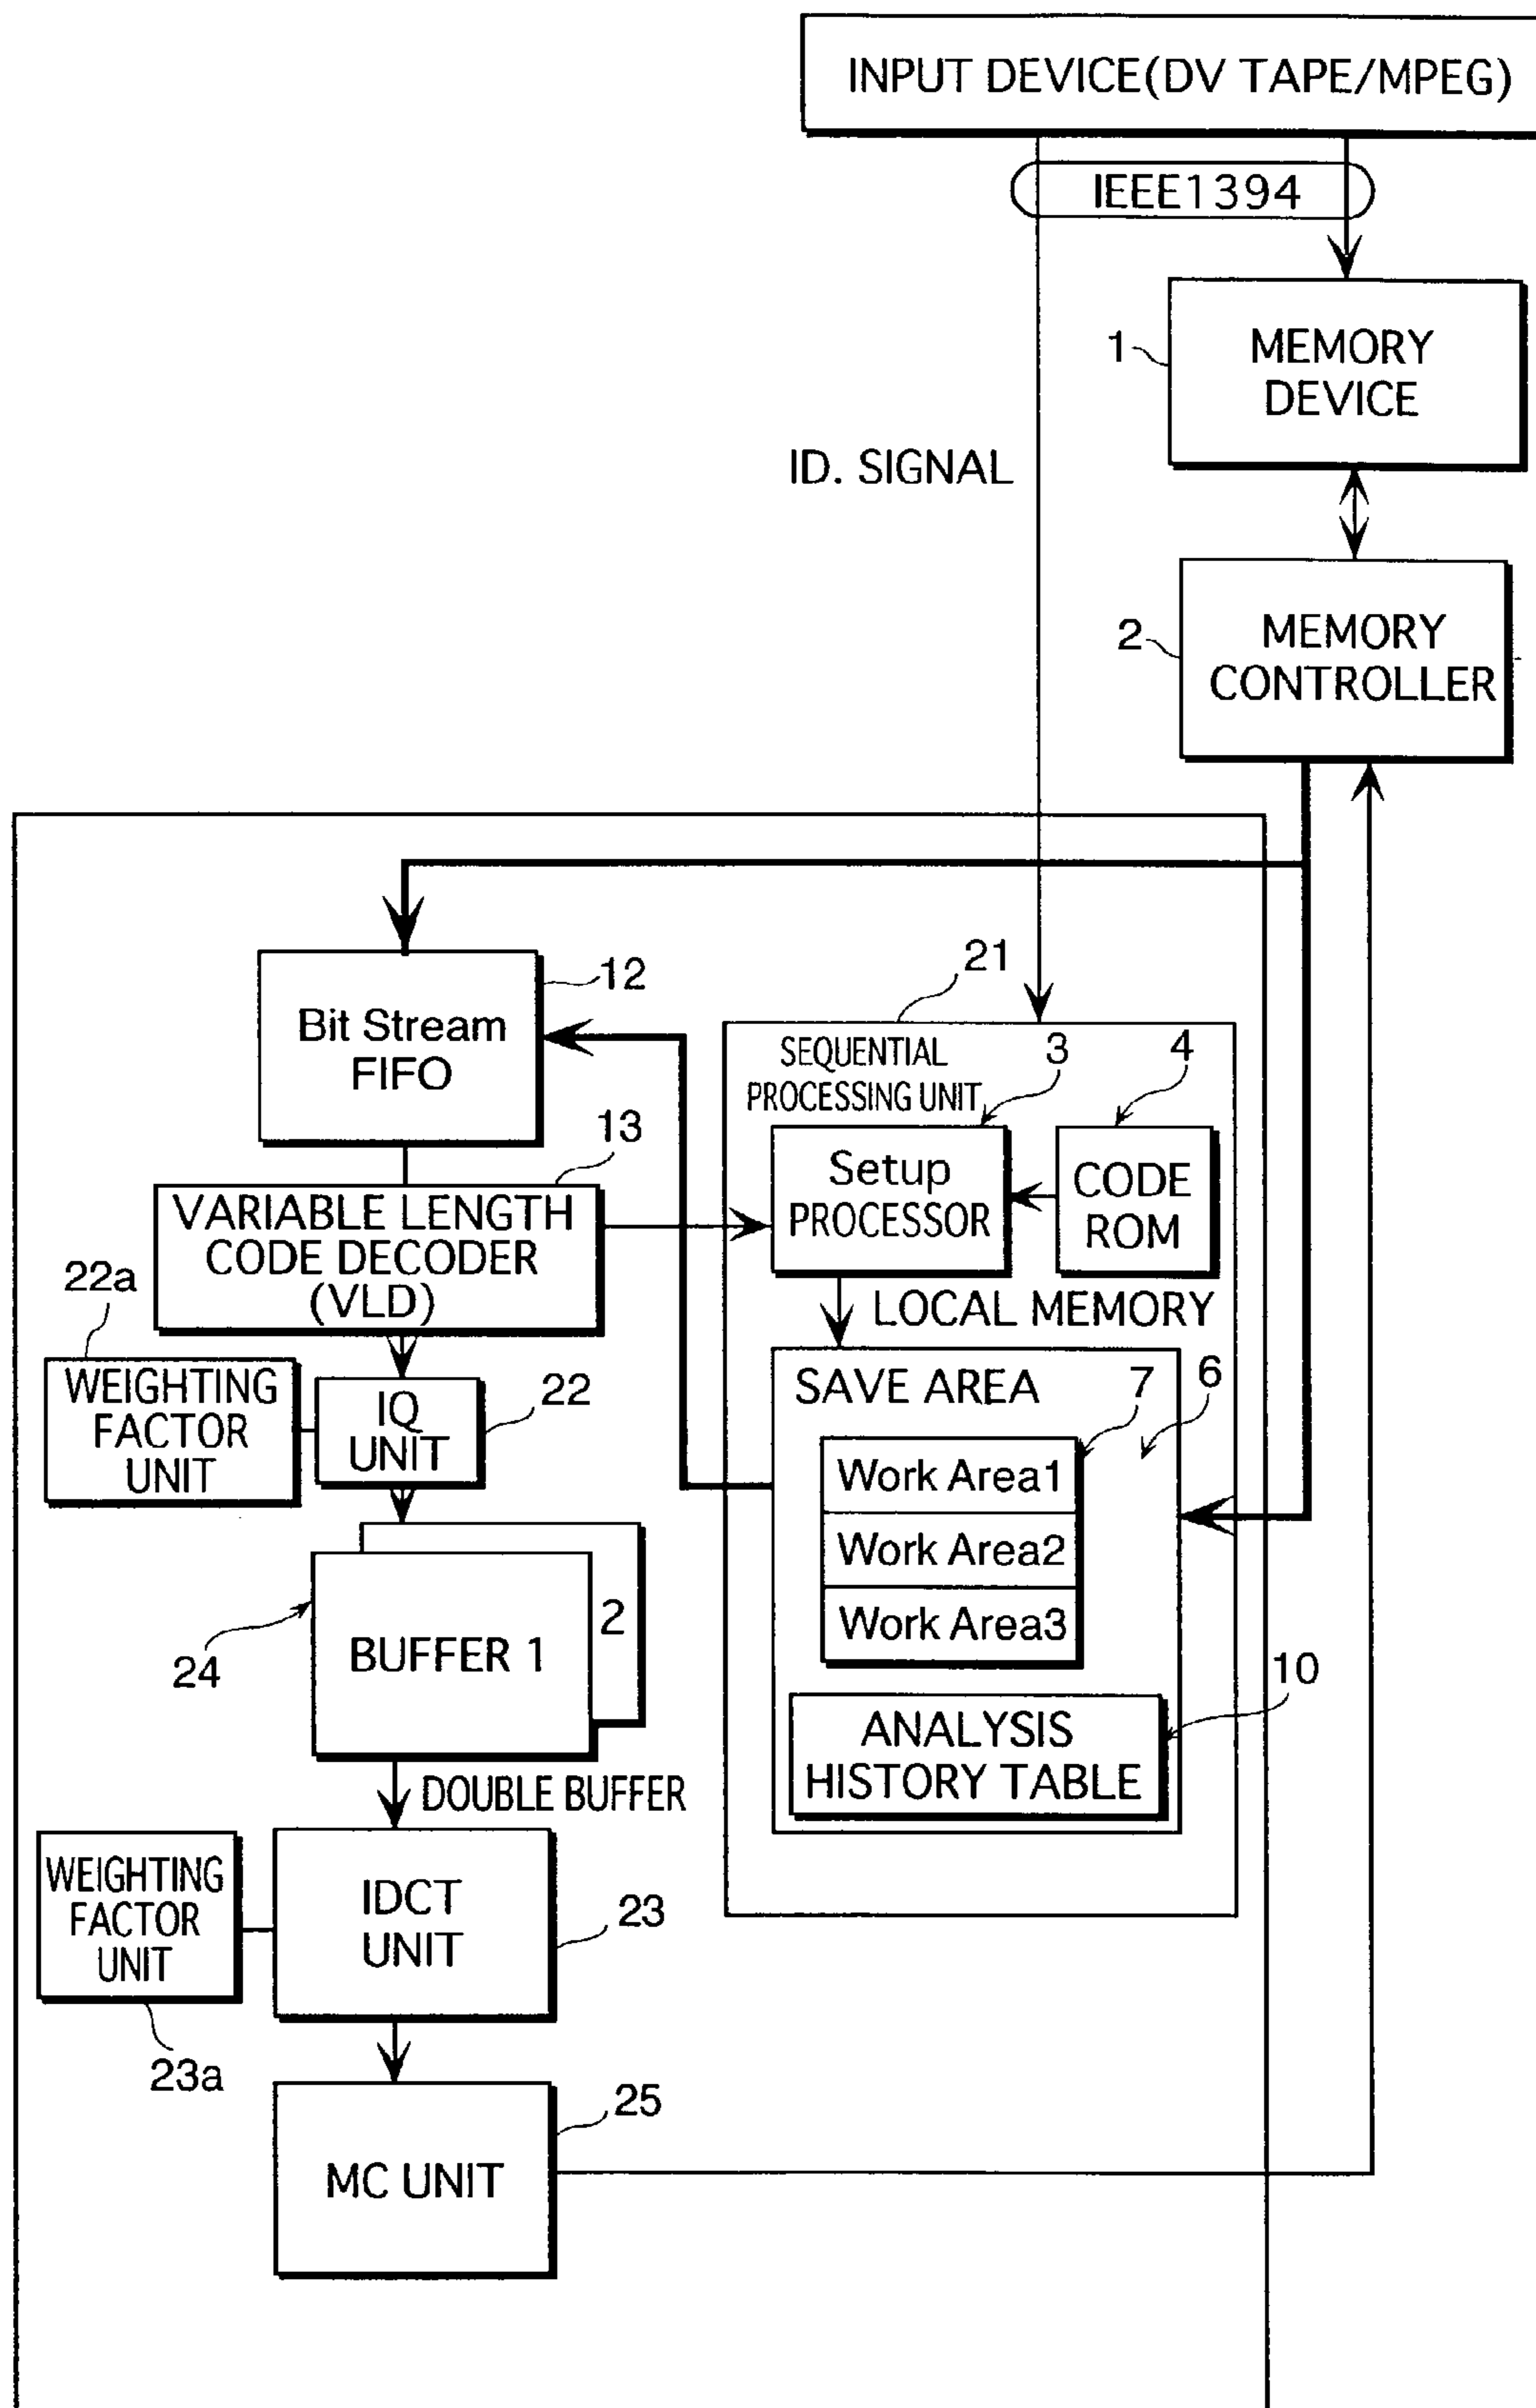 INPUT DEVICE(DV TAPE/MPEG)
IEEE1394
1
MEMORY
DEVICE
ID. SIGNAL
2
MEMORY
CONTROLLER
12
Bit Stream
FIFO
21
SEQUENTIAL
PROCESSING UNIT
3
4
13
Setup
PROCESSOR
CODE
ROM
VARIABLE LENGTH
CODE DECODER
(VLD)
LOCAL MEMORY
22a
WEIGHTING
FACTOR
UNIT
IQ
UNIT
22
SAVE AREA
7
6
Work Area1
Work Area2
Work Area3
24
BUFFER 1
2
10
ANALYSIS
HISTORY TABLE
DOUBLE BUFFER
WEIGHTING
FACTOR
UNIT
23a
IDCT
UNIT
23
MC UNIT
25